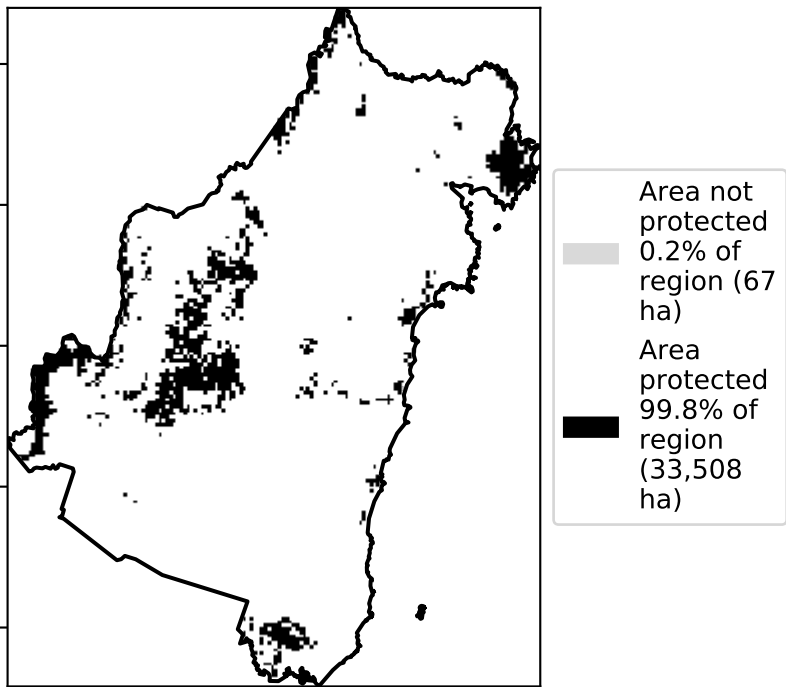 Area not
protected
0.2% of
region (67
ha)
Area
protected
99.8% of
region
(33,508
ha)